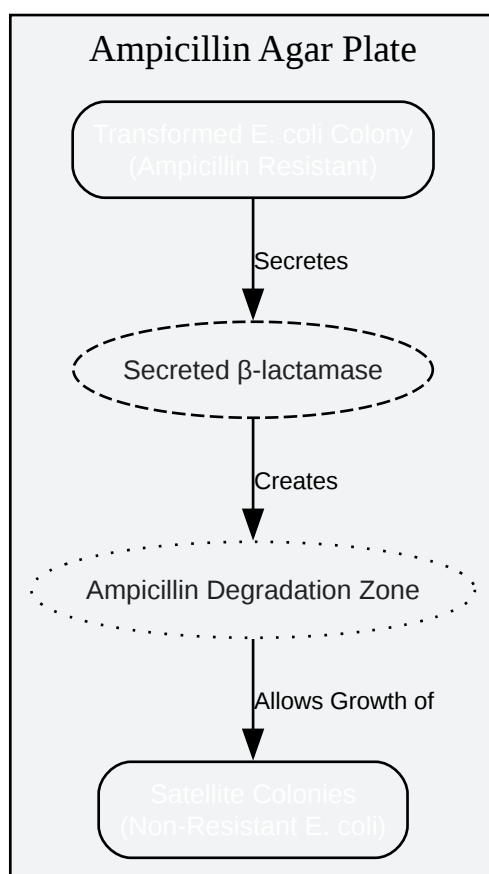 Ampicillin Agar Plate
Transformed E. coli Colony
(Ampicillin Resistant)
Secretes
Secreted β-lactamase
Creates
Ampicillin Degradation Zone
Allows Growth of
Satellite Colonies
(Non-Resistant E. coli)